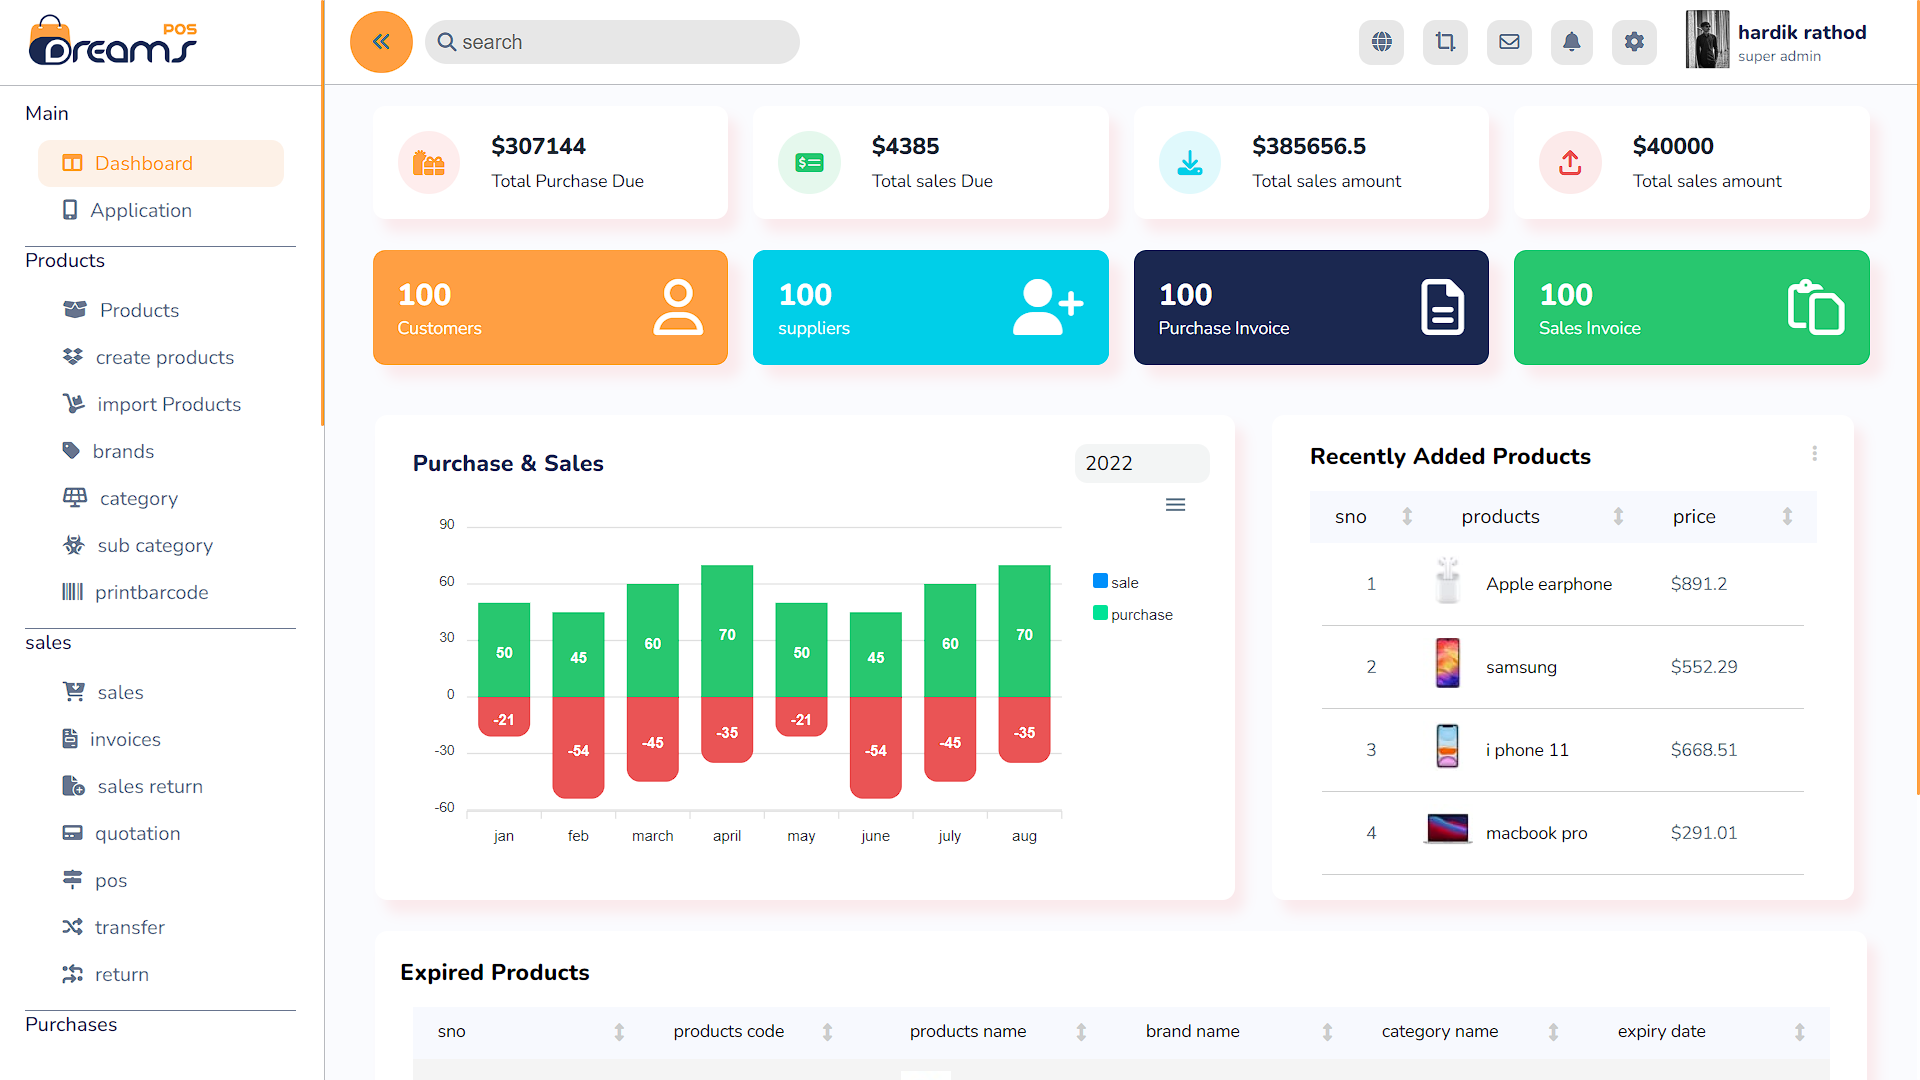 POS
Dreams
search
hardik rathod
super admin
Main
Dashboard
Application
Products
Products
create products
import Products
brands
category
sub category
printbarcode
sales
sales
invoices
sales return
quotation
pos
transfer
return
Purchases
$307144
Total Purchase Due
$4385
Total sales Due
$385656.5
Total sales amount
$40000
Total sales amount
100
Customers
100
suppliers
100
Purchase Invoice
100
Sales Invoice
Purchase & Sales
2022
90
60
30
0
-30
-60
50 45 60 70 50 45 60 70
-21 -54 -45 -35 -21 -54 -45 -35
jan feb march april may june july aug
sale
purchase
Recently Added Products
sno products price
1 Apple earphone $891.2
2 samsung $552.29
3 i phone 11 $668.51
4 macbook pro $291.01
Expired Products
sno products code products name brand name category name expiry date